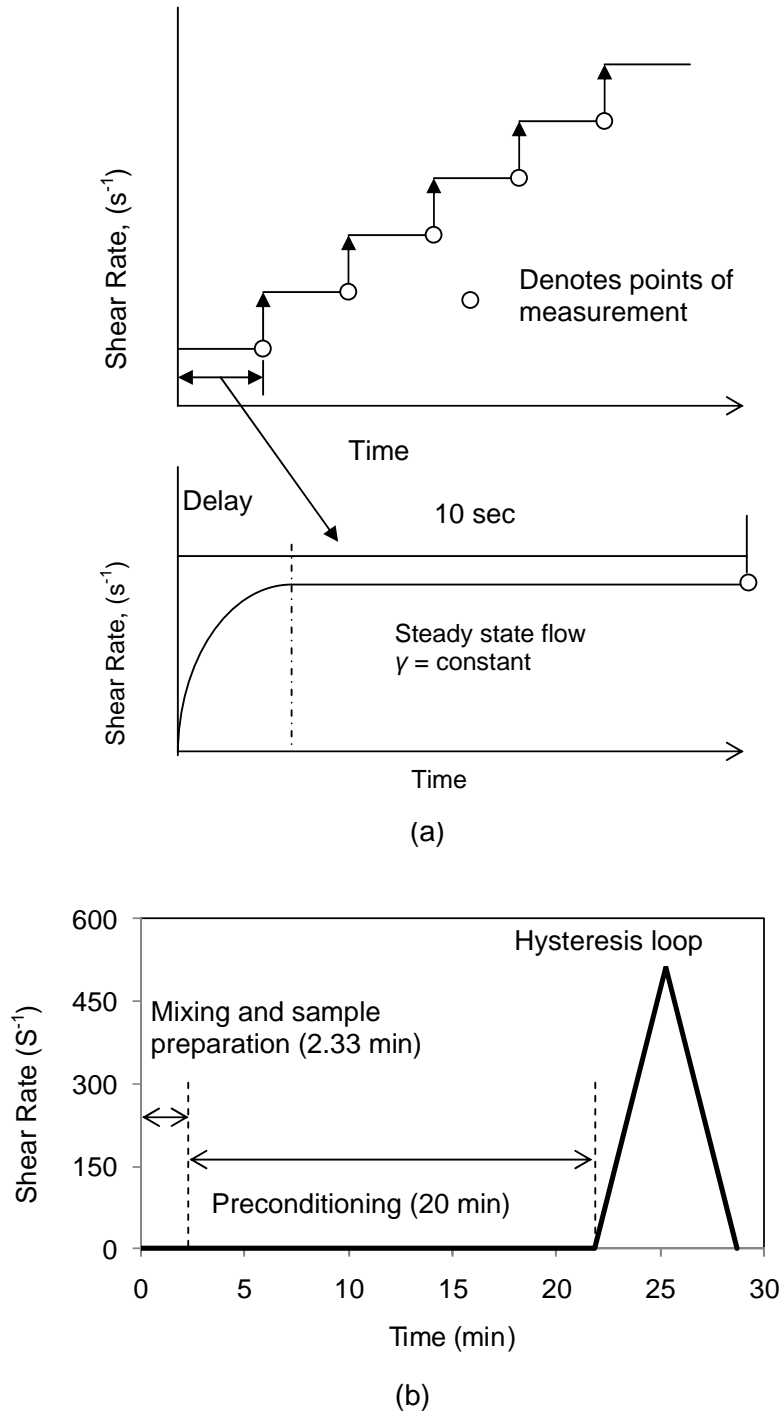 Shear Rate, (s-1)
Denotes points of
measurement
Time
Delay
10 sec
Shear Rate, (s-1)
Steady state flow
γ = constant
Time
(a)
Hysteresis loop
Mixing and sample
preparation (2.33 min)
Preconditioning (20 min)
Shear Rate (S-1)
600
450
300
150
0
0 5 10 15 20 25 30
Time (min)
(b)